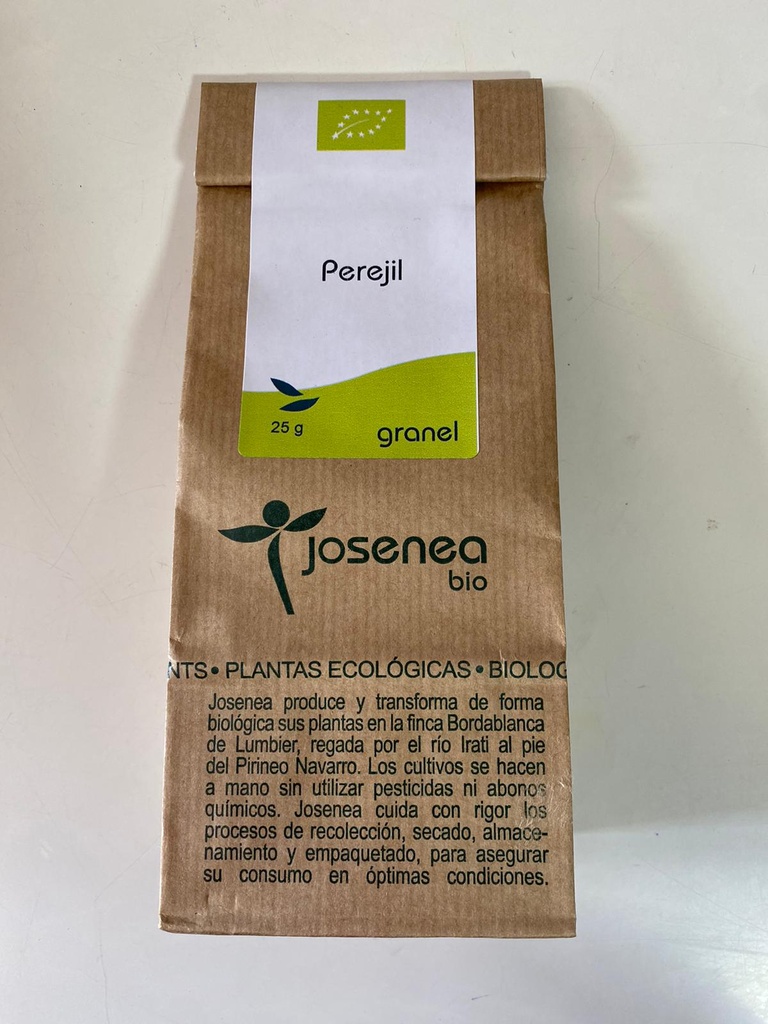 Perejil
25 g
granel
josenea
bio
NTS • PLANTAS ECOLÓGICAS • BIOLOG
Josenea produce y transforma de forma
biológica sus plantas en la finca Bordablanca
de Lumbier, regada por el río Irati al pie
del Pirineo Navarro. Los cultivos se hacen
a mano sin utilizar pesticidas ni abonos
químicos. Josenea cuida con rigor los
procesos de recolección, secado, almace-
namiento y empaquetado, para asegurar
su consumo en óptimas condiciones.